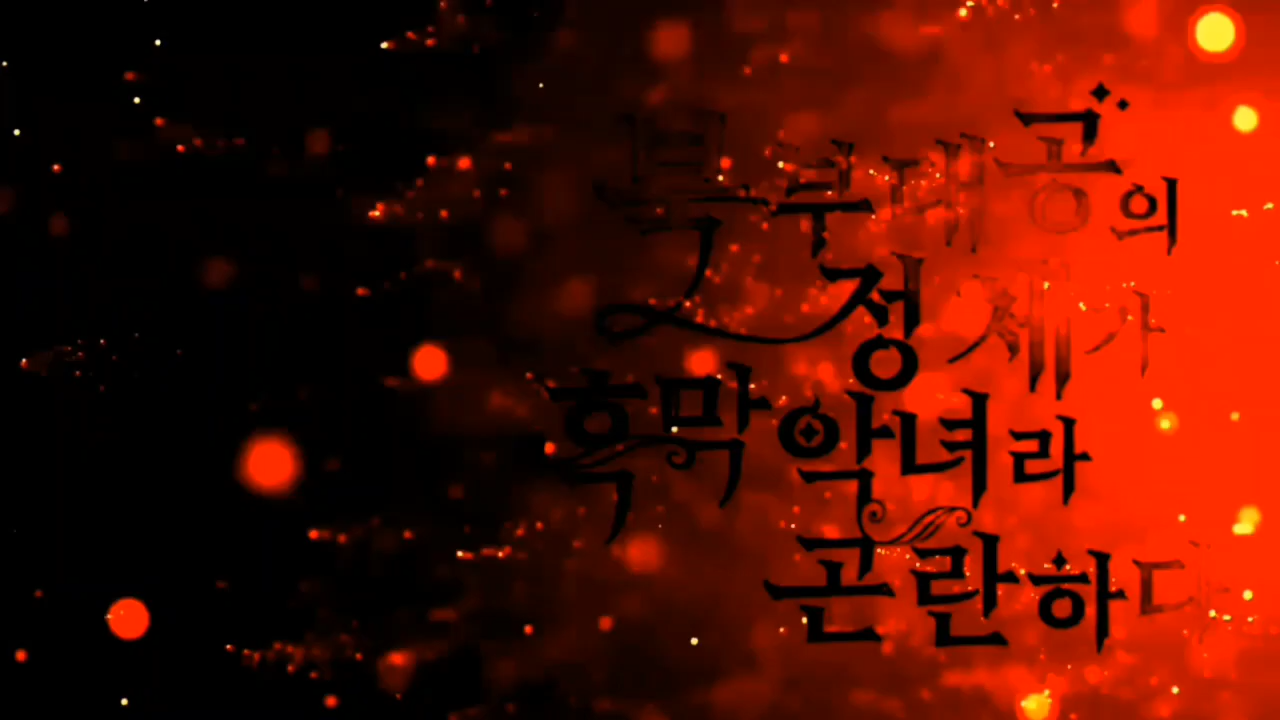 북부대공의
정체가
흑막악녀라
곤란하다